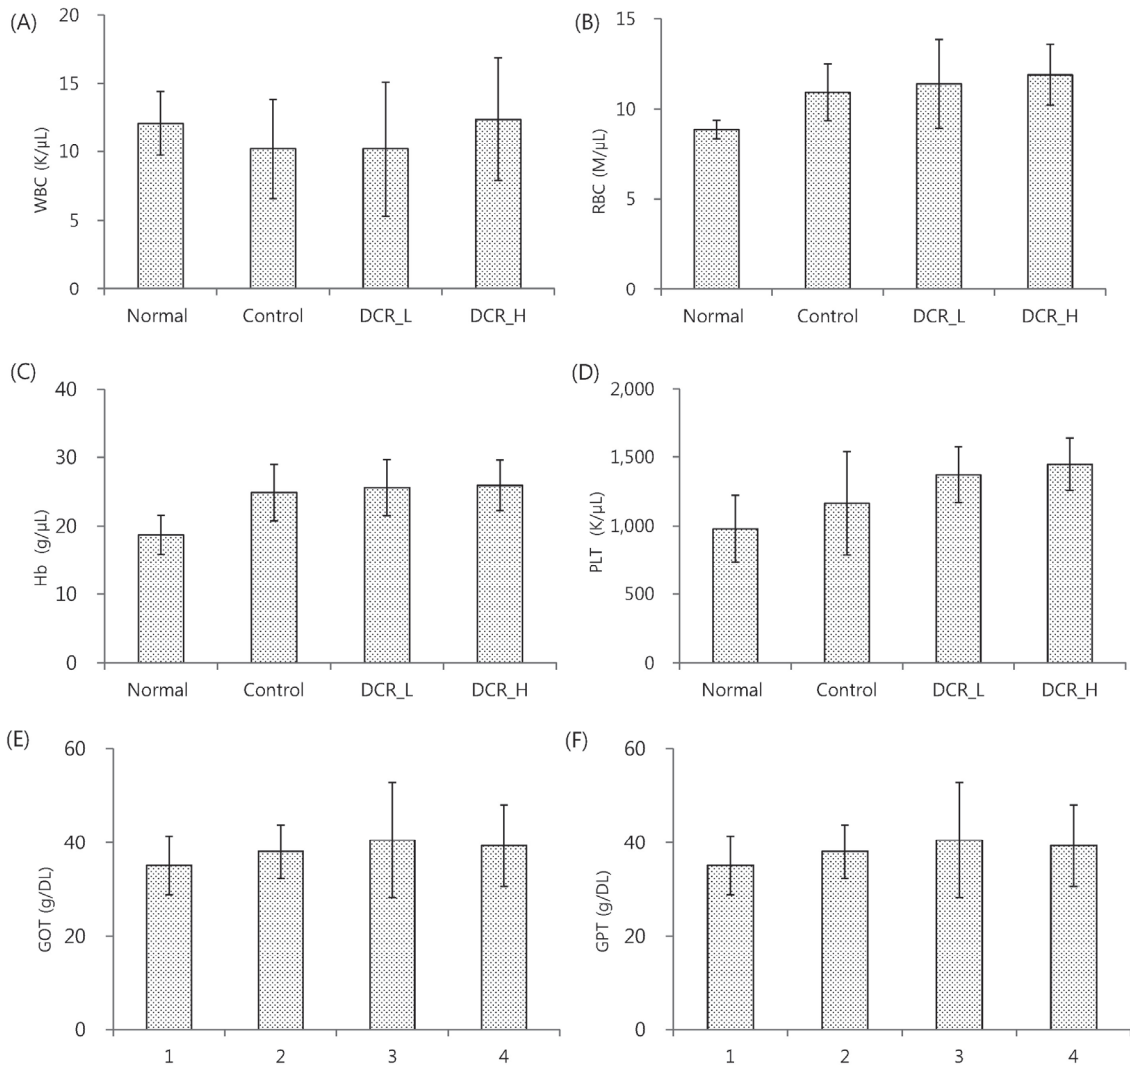 (A)
20
15
10
5
0
WBC (K/μL)
Normal Control DCR_L DCR_H
(B)
15
10
5
0
RBC (M/μL)
Normal Control DCR_L DCR_H
(C)
40
30
20
10
0
Hb (g/μL)
Normal Control DCR_L DCR_H
(D)
2,000
1,500
1,000
500
0
PLT (K/μL)
Normal Control DCR_L DCR_H
(E)
60
40
20
0
GOT (g/DL)
1 2 3 4
(F)
60
40
20
0
GPT (g/DL)
1 2 3 4